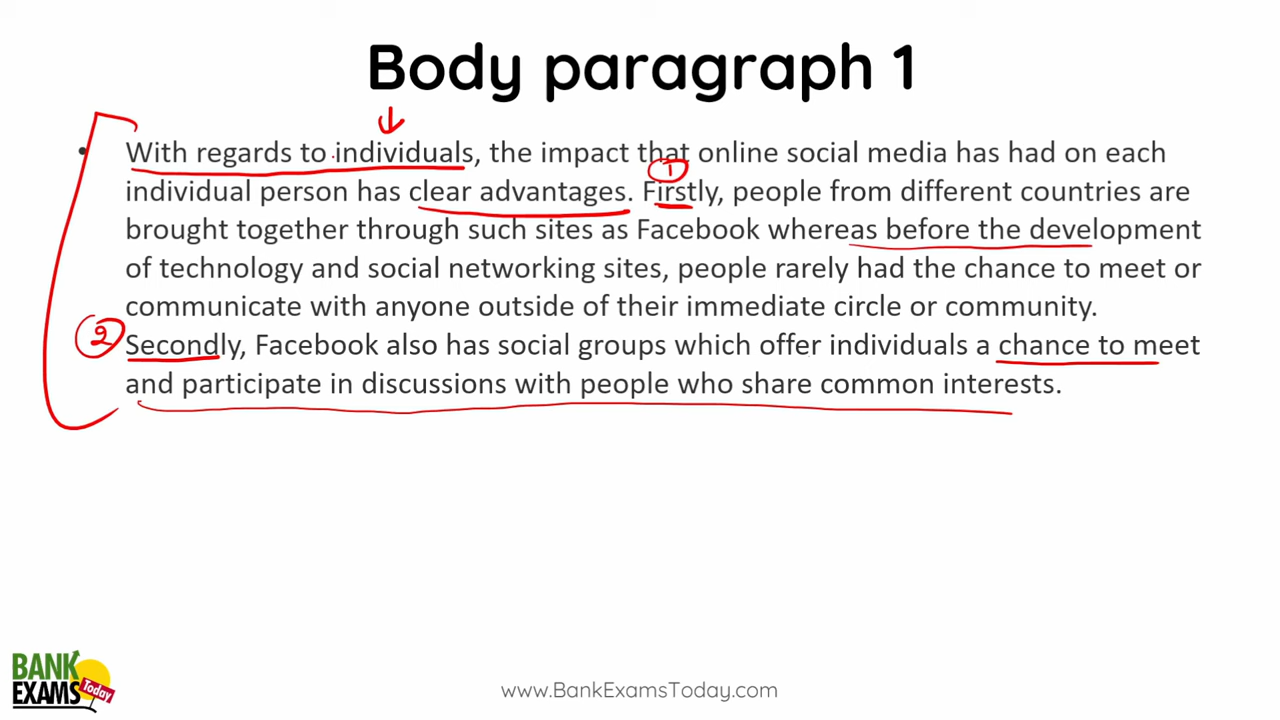 Body paragraph 1
• With regards to individuals, the impact that online social media has had on each
individual person has clear advantages. Firstly, people from different countries are
brought together through such sites as Facebook whereas before the development
of technology and social networking sites, people rarely had the chance to meet or
communicate with anyone outside of their immediate circle or community.
Secondly, Facebook also has social groups which offer individuals a chance to meet
and participate in discussions with people who share common interests.
1
2
BANK
EXAMS
Today
www.BankExamsToday.com